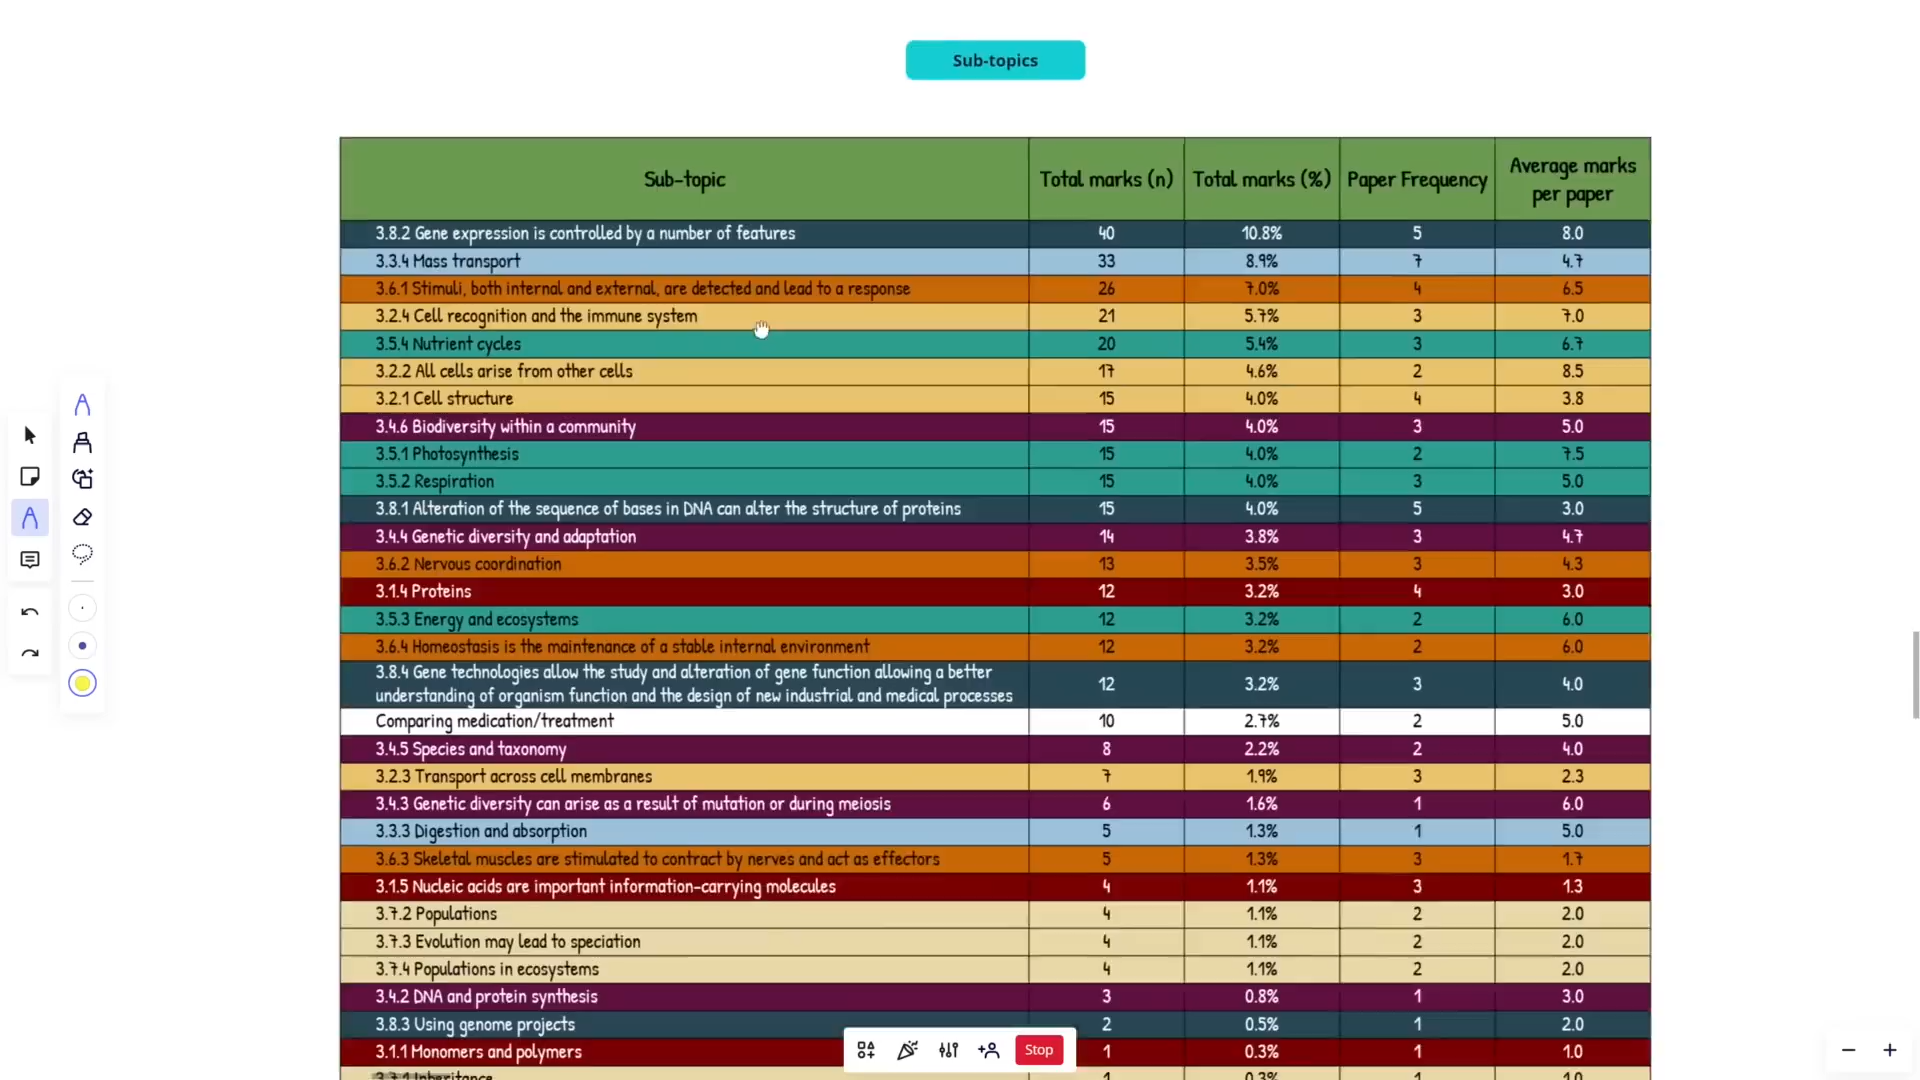 Sub-topics
Sub-topic Total marks (n) Total marks (%) Paper Frequency Average marks per paper
3.8.2 Gene expression is controlled by a number of features 40 10.8% 5 8.0
3.3.4 Mass transport 33 8.9% 7 4.7
3.6.1 Stimuli, both internal and external, are detected and lead to a response 26 7.0% 4 6.5
3.2.4 Cell recognition and the immune system 21 5.7% 3 7.0
3.5.4 Nutrient cycles 20 5.4% 3 6.7
3.2.2 All cells arise from other cells 17 4.6% 2 8.5
3.2.1 Cell structure 15 4.0% 4 3.8
3.4.6 Biodiversity within a community 15 4.0% 3 5.0
3.5.1 Photosynthesis 15 4.0% 2 7.5
3.5.2 Respiration 15 4.0% 3 5.0
3.8.1 Alteration of the sequence of bases in DNA can alter the structure of proteins 15 4.0% 5 3.0
3.4.4 Genetic diversity and adaptation 14 3.8% 3 4.7
3.6.2 Nervous coordination 13 3.5% 3 4.3
3.1.4 Proteins 12 3.2% 4 3.0
3.5.3 Energy and ecosystems 12 3.2% 2 6.0
3.6.4 Homeostasis is the maintenance of a stable internal environment 12 3.2% 2 6.0
3.8.4 Gene technologies allow the study and alteration of gene function allowing a better
understanding of organism function and the design of new industrial and medical processes 12 3.2% 3 4.0
Comparing medication/treatment 10 2.7% 2 5.0
3.4.5 Species and taxonomy 8 2.2% 2 4.0
3.2.3 Transport across cell membranes 7 1.9% 3 2.3
3.4.3 Genetic diversity can arise as a result of mutation or during meiosis 6 1.6% 1 6.0
3.3.3 Digestion and absorption 5 1.3% 1 5.0
3.6.3 Skeletal muscles are stimulated to contract by nerves and act as effectors 5 1.3% 3 1.7
3.1.5 Nucleic acids are important information-carrying molecules 4 1.1% 3 1.3
3.7.2 Populations 4 1.1% 2 2.0
3.7.3 Evolution may lead to speciation 4 1.1% 2 2.0
3.7.4 Populations in ecosystems 4 1.1% 2 2.0
3.4.2 DNA and protein synthesis 3 0.8% 1 3.0
3.8.3 Using genome projects 2 0.5% 1 2.0
3.1.1 Monomers and polymers 1 0.3% 1 1.0
Stop